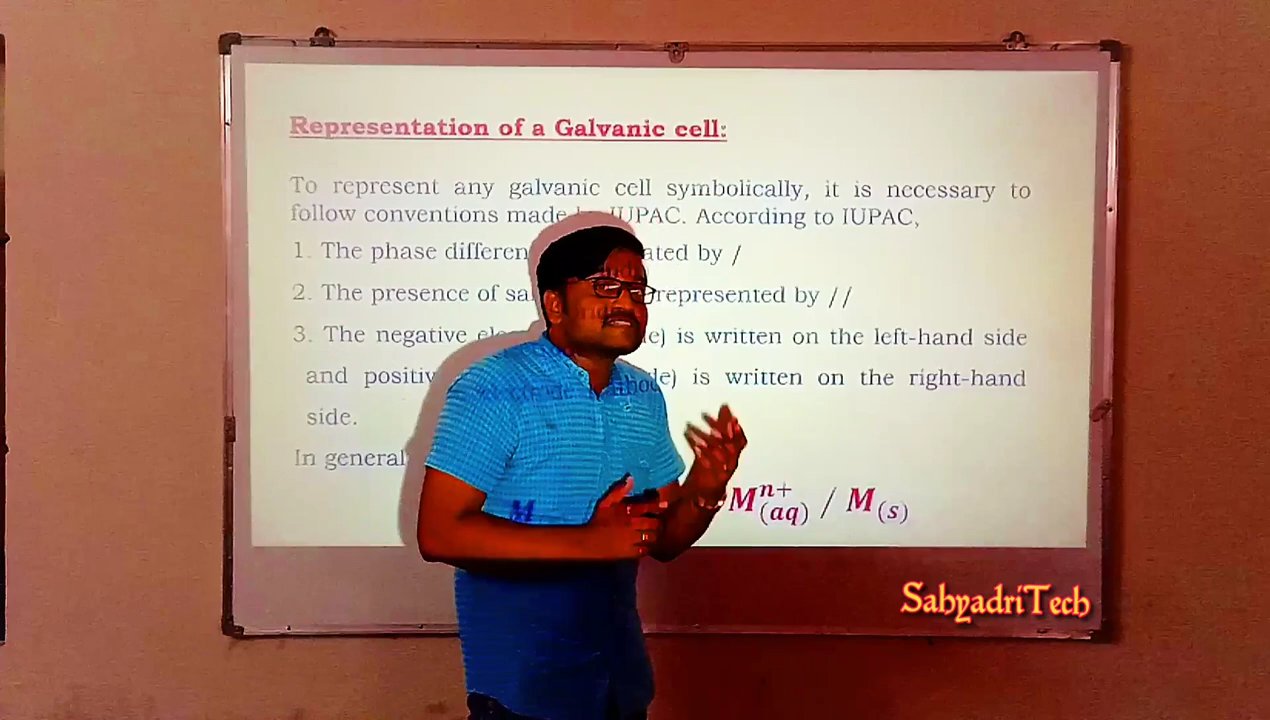 Representation of a Galvanic cell:
To represent any galvanic cell symbolically, it is necessary to
follow conventions made by IUPAC. According to IUPAC,
1. The phase differen ated by /
2. The presence of sa represented by //
3. The negative ele de) is written on the left-hand side
and positiv de) is written on the right-hand
side.
In general
M^{n+}_{(aq)} / M_{(s)}
SahyadriTech